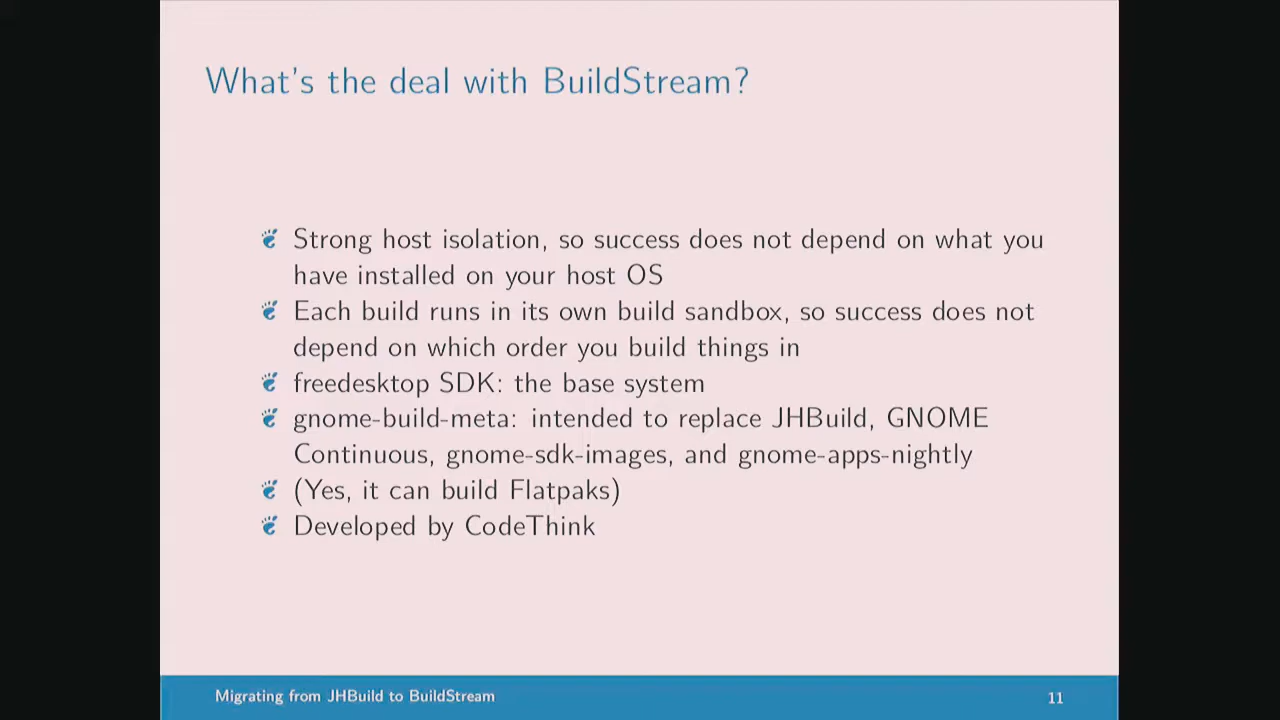 What's the deal with BuildStream?
Strong host isolation, so success does not depend on what you
have installed on your host OS
Each build runs in its own build sandbox, so success does not
depend on which order you build things in
freedesktop SDK: the base system
gnome-build-meta: intended to replace JHBuild, GNOME
Continuous, gnome-sdk-images, and gnome-apps-nightly
(Yes, it can build Flatpaks)
Developed by CodeThink
Migrating from JHBuild to BuildStream
11